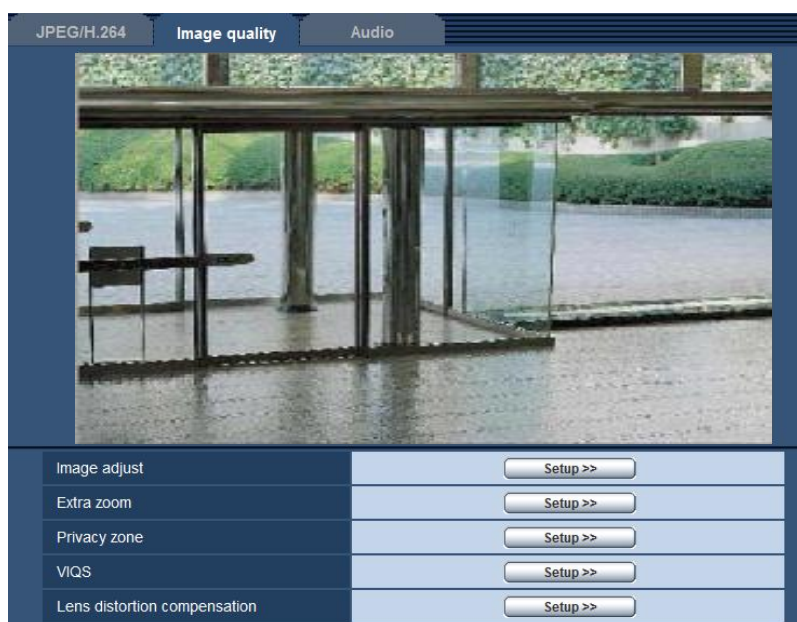 JPEG/H.264 Image quality Audio
Image adjust Setup >>
Extra zoom Setup >>
Privacy zone Setup >>
VIQS Setup >>
Lens distortion compensation Setup >>